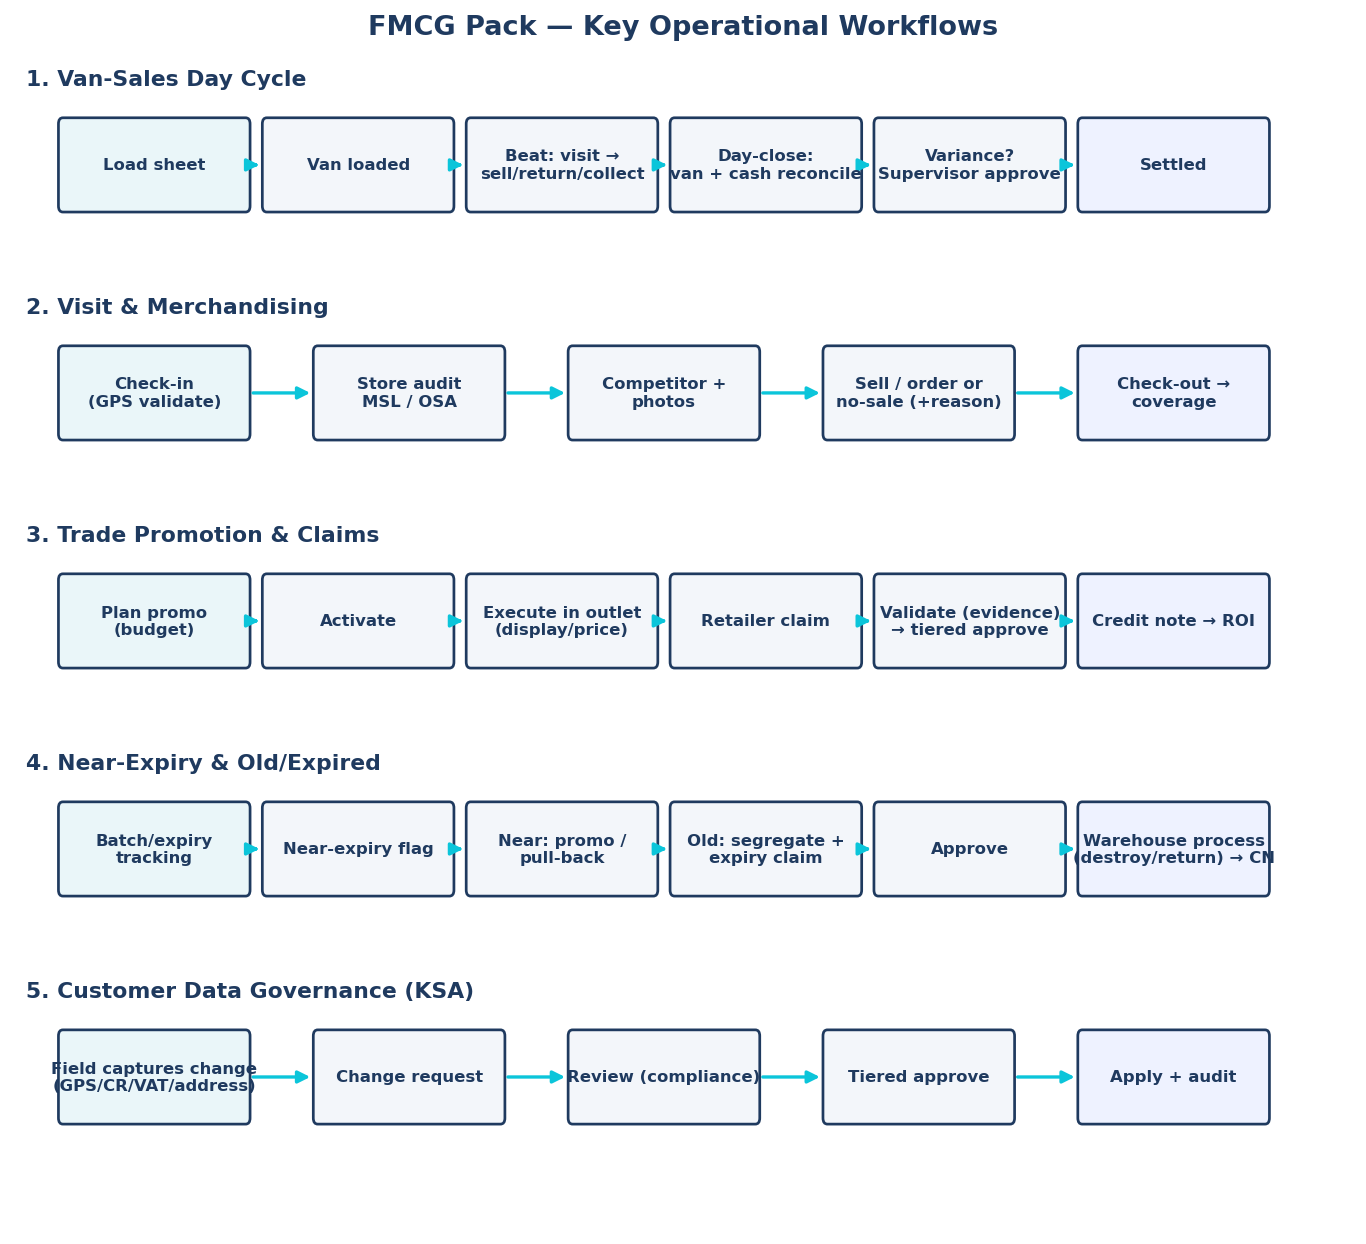 FMCG Pack — Key Operational Workflows
1. Van-Sales Day Cycle
Load sheet
Van loaded
Beat: visit →
sell/return/collect
Day-close:
van + cash reconcile
Variance?
Supervisor approve
Settled
2. Visit & Merchandising
Check-in
(GPS validate)
Store audit
MSL / OSA
Competitor +
photos
Sell / order or
no-sale (+reason)
Check-out →
coverage
3. Trade Promotion & Claims
Plan promo
(budget)
Activate
Execute in outlet
(display/price)
Retailer claim
Validate (evidence)
→ tiered approve
Credit note → ROI
4. Near-Expiry & Old/Expired
Batch/expiry
tracking
Near-expiry flag
Near: promo /
pull-back
Old: segregate +
expiry claim
Approve
Warehouse process
(destroy/return) → CN
5. Customer Data Governance (KSA)
Field captures change
(GPS/CR/VAT/address)
Change request
Review (compliance)
Tiered approve
Apply + audit